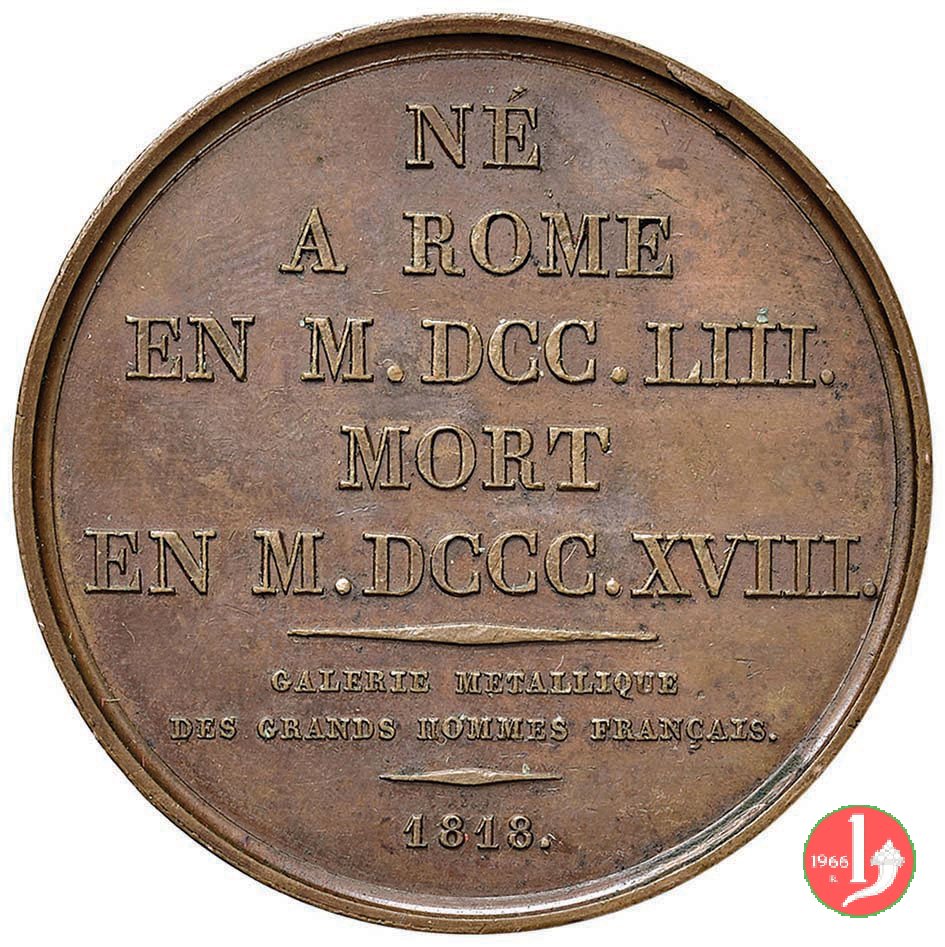 NÉ
A ROME
EN M.DCC.LIII.
MORT
EN M.DCCC.XVIII.
GALERIE METALLIQUE
DES GRANDS HOMMES FRANÇAIS.
1818.
1966
R.